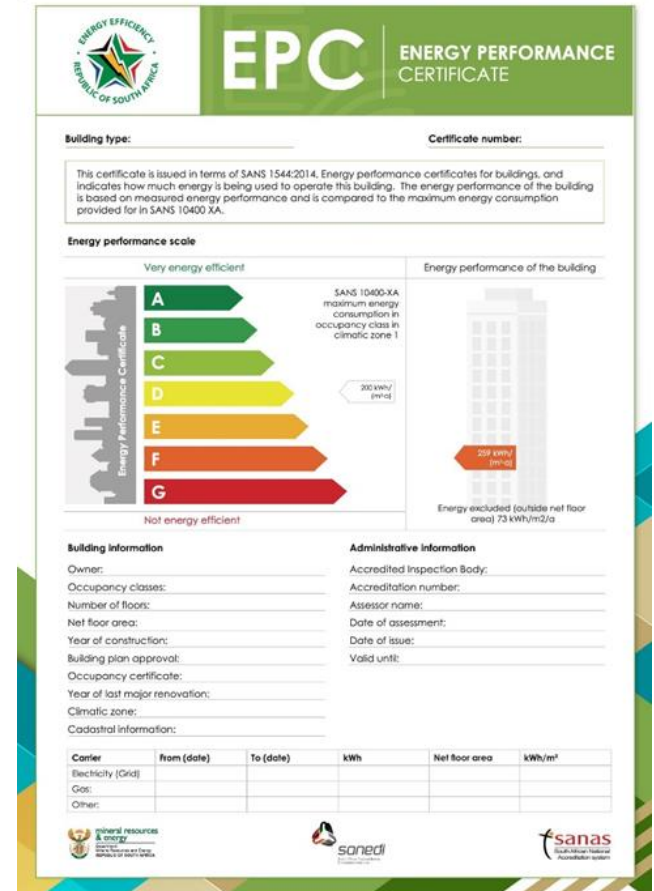 ENERGY EFFICIENCY
REPUBLIC OF SOUTH AFRICA
EPC
ENERGY PERFORMANCE
CERTIFICATE
Building type:
Certificate number:
This certificate is issued in terms of SANS 1544:2014, Energy performance certificates for buildings, and
indicates how much energy is being used to operate this building. The energy performance of the building
is based on measured energy performance and is compared to the maximum energy consumption
provided for in SANS 10400 XA.
Energy performance scale
Very energy efficient
Energy performance of the building
Energy Performance Certificate
A
B
C
D
E
F
G
SANS 10400-XA
maximum energy
consumption in
occupancy class in
climatic zone 1
200 kWh/
(m²·a)
259 kWh/
(m²·a)
Not energy efficient
Energy excluded (outside net floor
area) 73 kWh/m2/a
Building information
Owner:
Occupancy classes:
Number of floors:
Net floor area:
Year of construction:
Building plan approval:
Occupancy certificate:
Year of last major renovation:
Climatic zone:
Cadastral information:
Administrative information
Accredited Inspection Body:
Accreditation number:
Assessor name:
Date of assessment:
Date of issue:
Valid until:
Carrier From (date) To (date) kWh Net floor area kWh/m²
Electricity (Grid)
Gas:
Other:
mineral resources
& energy
Department:
Mineral Resources and Energy
REPUBLIC OF SOUTH AFRICA
sanedi
sanas
South African National
Accreditation System